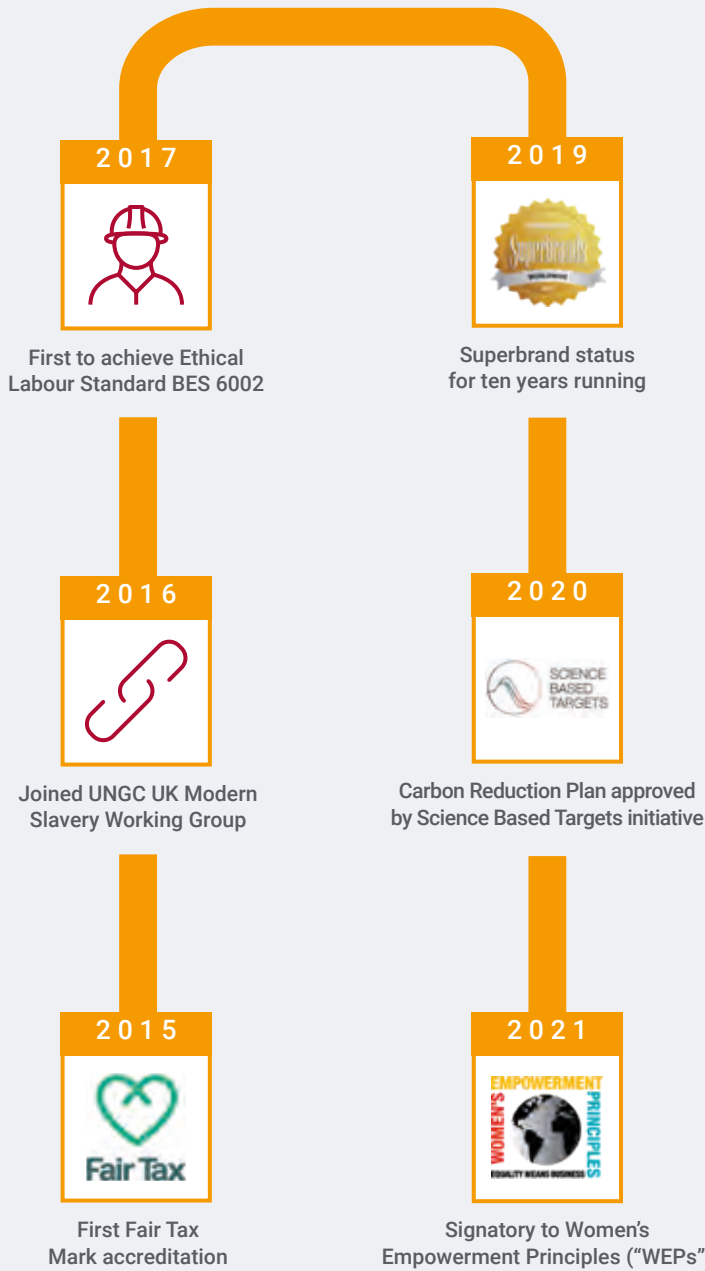 2017
First to achieve Ethical
Labour Standard BES 6002
2019
Superbrands
WORLDWIDE
Superbrand status
for ten years running
2016
Joined UNGC UK Modern
Slavery Working Group
2020
SCIENCE
BASED
TARGETS
Carbon Reduction Plan approved
by Science Based Targets initiative
2015
Fair Tax
First Fair Tax
Mark accreditation
2021
WOMEN'S
EMPOWERMENT
PRINCIPLES
EQUALITY MEANS BUSINESS
Signatory to Women's
Empowerment Principles (“WEPs”